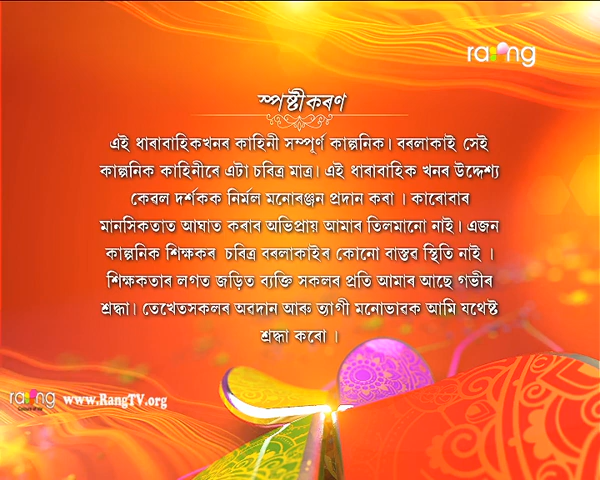 raang
স্পষ্টীকৰণ
এই ধাৰাবাহিকখনৰ কাহিনী সম্পূৰ্ণ কাল্পনিক। বৰলাকাই সেই
কাল্পনিক কাহিনীৰে এটা চৰিত্ৰ মাত্ৰ। এই ধাৰাবাহিক খনৰ উদ্দেশ্য
কেৱল দৰ্শকক নিৰ্মল মনোৰঞ্জন প্ৰদান কৰা । কাৰোবাৰ
মানসিকতাত আঘাত কৰাৰ অভিপ্ৰায় আমাৰ তিলমানো নাই। এজন
কাল্পনিক শিক্ষকৰ চৰিত্ৰ বৰলাকাইৰ কোনো বাস্তৱ স্থিতি নাই ।
শিক্ষকতাৰ লগত জড়িত ব্যক্তি সকলৰ প্ৰতি আমাৰ আছে গভীৰ
শ্ৰদ্ধা। তেখেতসকলৰ অৱদান আৰু ত্যাগী মনোভাৱক আমি যথেষ্ট
শ্ৰদ্ধা কৰো ।
raang www.RangTV.org